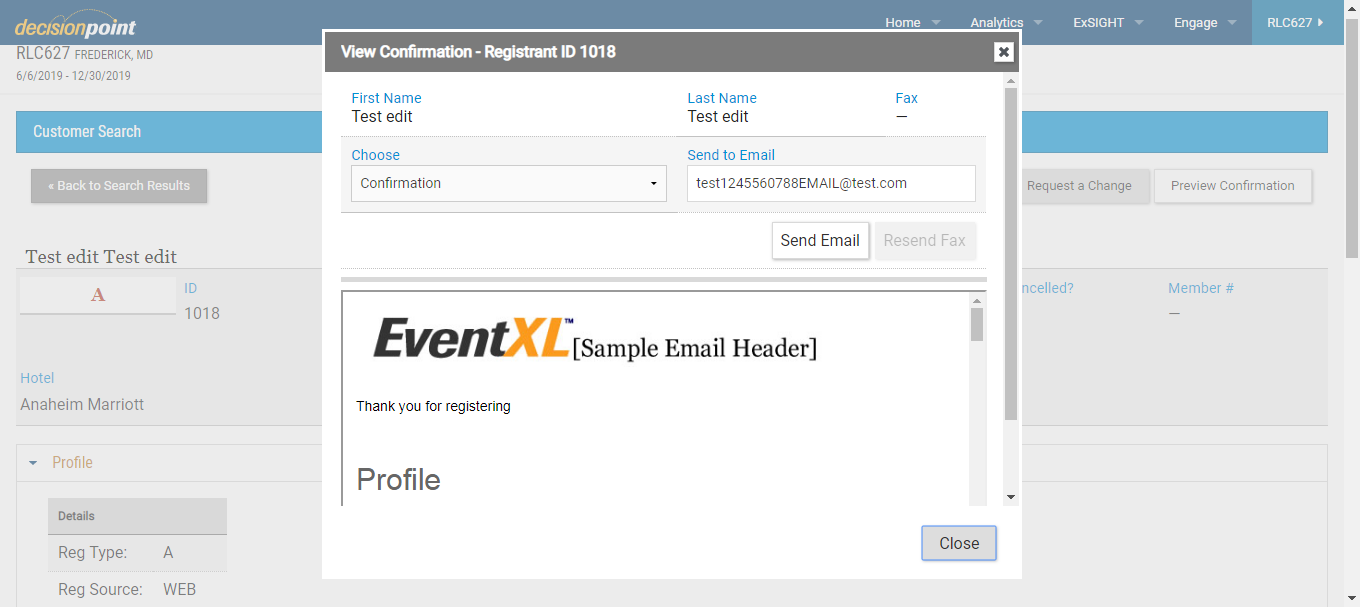 decisionpoint
Home Analytics ExSIGHT Engage RLC627
RLC627 FREDERICK, MD
6/6/2019 - 12/30/2019
Customer Search
« Back to Search Results
Request a Change Preview Confirmation
Test edit Test edit
A
ID
1018
ncelled?
Member #
—
Hotel
Anaheim Marriott
Profile
Details
Reg Type: A
Reg Source: WEB
View Confirmation - Registrant ID 1018
First Name Last Name Fax
Test edit Test edit —
Choose Send to Email
Confirmation test1245560788EMAIL@test.com
Send Email Resend Fax
EventXL™ [Sample Email Header]
Thank you for registering
Profile
Close